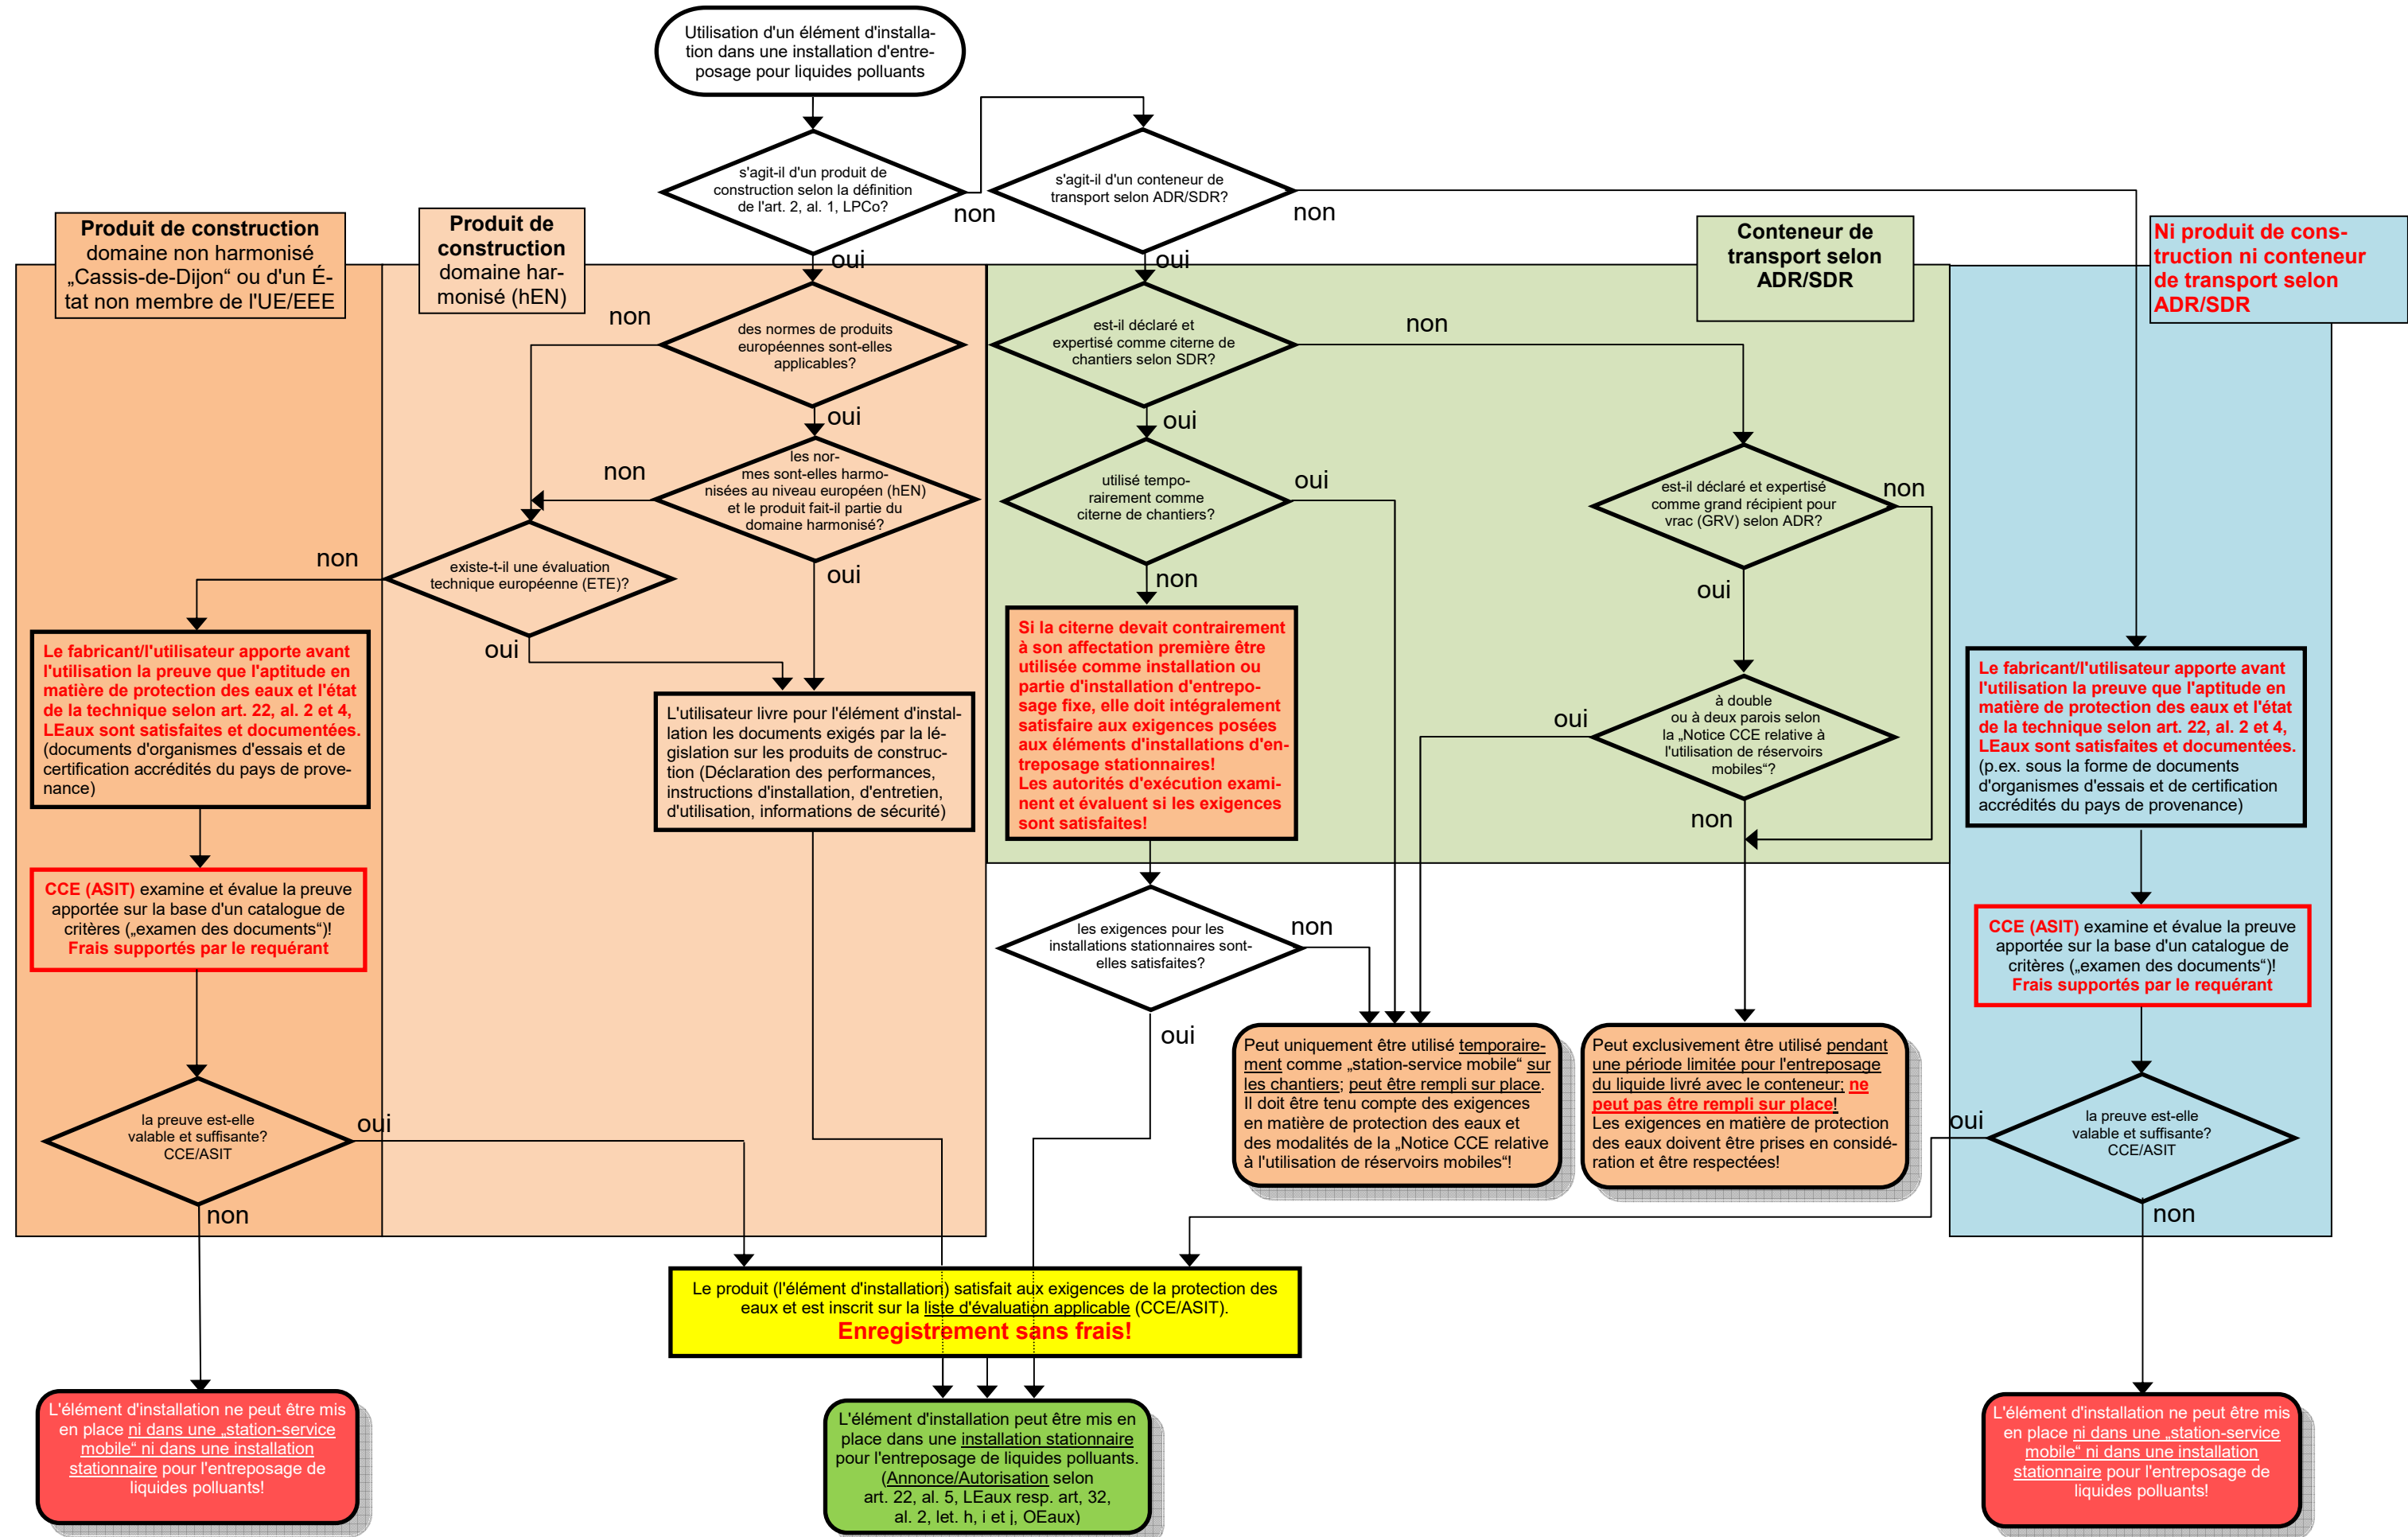 Utilisation d'un élément d'installa-
tion dans une installation d'entre-
posage pour liquides polluants
s'agit-il d'un produit de
construction selon la définition
de l'art. 2, al. 1, LPCo?
non
oui
s'agit-il d'un conteneur de
transport selon ADR/SDR?
non
oui
Produit de construction
domaine non harmonisé
„Cassis-de-Dijon“ ou d'un É-
tat non membre de l'UE/EEE
Produit de
construction
domaine har-
monisé (hEN)
Conteneur de
transport selon
ADR/SDR
Ni produit de cons-
truction ni conteneur
de transport selon
ADR/SDR
non
des normes de produits
européennes sont-elles
applicables?
oui
non
les nor-
mes sont-elles harmo-
nisées au niveau européen (hEN)
et le produit fait-il partie du
domaine harmonisé?
oui
non
existe-t-il une évaluation
technique européenne (ETE)?
oui
est-il déclaré et
expertisé comme citerne de
chantiers selon SDR?
non
oui
utilisé tempo-
rairement comme
citerne de chantiers?
oui
non
est-il déclaré et expertisé
comme grand récipient pour
vrac (GRV) selon ADR?
non
oui
à double
ou à deux parois selon
la „Notice CCE relative à
l'utilisation de réservoirs
mobiles“?
oui
non
Le fabricant/l'utilisateur apporte avant
l'utilisation la preuve que l'aptitude en
matière de protection des eaux et l'état
de la technique selon art. 22, al. 2 et 4,
LEaux sont satisfaites et documentées.
(documents d'organismes d'essais et de
certification accrédités du pays de prove-
nance)
L'utilisateur livre pour l'élément d'instal-
lation les documents exigés par la lé-
gislation sur les produits de construc-
tion (Déclaration des performances,
instructions d'installation, d'entretien,
d'utilisation, informations de sécurité)
Si la citerne devait contrairement
à son affectation première être
utilisée comme installation ou
partie d'installation d'entrepo-
sage fixe, elle doit intégralement
satisfaire aux exigences posées
aux éléments d'installations d'en-
treposage stationnaires!
Les autorités d'exécution exami-
nent et évaluent si les exigences
sont satisfaites!
Le fabricant/l'utilisateur apporte avant
l'utilisation la preuve que l'aptitude en
matière de protection des eaux et l'état
de la technique selon art. 22, al. 2 et 4,
LEaux sont satisfaites et documentées.
(p.ex. sous la forme de documents
d'organismes d'essais et de certification
accrédités du pays de provenance)
CCE (ASIT) examine et évalue la preuve
apportée sur la base d'un catalogue de
critères („examen des documents“)!
Frais supportés par le requérant
les exigences pour les
installations stationnaires sont-
elles satisfaites?
non
oui
CCE (ASIT) examine et évalue la preuve
apportée sur la base d'un catalogue de
critères („examen des documents“)!
Frais supportés par le requérant
la preuve est-elle
valable et suffisante?
CCE/ASIT
oui
non
Peut uniquement être utilisé temporaire-
ment comme „station-service mobile“ sur
les chantiers; peut être rempli sur place.
Il doit être tenu compte des exigences
en matière de protection des eaux et
des modalités de la „Notice CCE relative
à l'utilisation de réservoirs mobiles“!
Peut exclusivement être utilisé pendant
une période limitée pour l'entreposage
du liquide livré avec le conteneur; ne
peut pas être rempli sur place!
Les exigences en matière de protection
des eaux doivent être prises en considé-
ration et être respectées!
oui
la preuve est-elle
valable et suffisante?
CCE/ASIT
non
Le produit (l'élément d'installation) satisfait aux exigences de la protection des
eaux et est inscrit sur la liste d'évaluation applicable (CCE/ASIT).
Enregistrement sans frais!
L'élément d'installation ne peut être mis
en place ni dans une „station-service
mobile“ ni dans une installation
stationnaire pour l'entreposage de
liquides polluants!
L'élément d'installation peut être mis en
place dans une installation stationnaire
pour l'entreposage de liquides polluants.
(Annonce/Autorisation selon
art. 22, al. 5, LEaux resp. art, 32,
al. 2, let. h, i et j, OEaux)
L'élément d'installation ne peut être mis
en place ni dans une „station-service
mobile“ ni dans une installation
stationnaire pour l'entreposage de
liquides polluants!